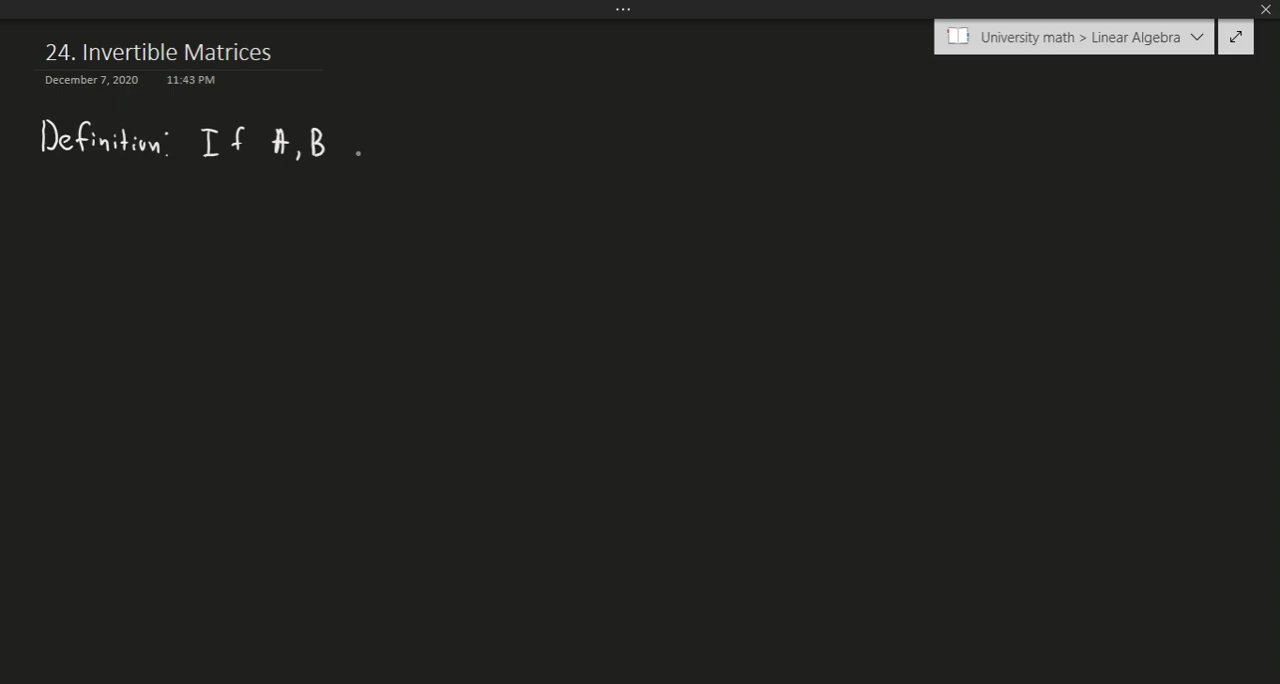 ...
University math > Linear Algebra
24. Invertible Matrices
December 7, 2020 11:43 PM
Definition: If A, B